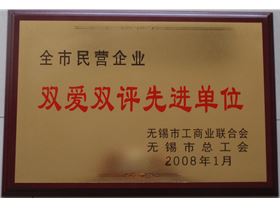 全市民营企业
双爱双评先进单位
无锡市工商业联合会
无锡市总工会
2008年1月